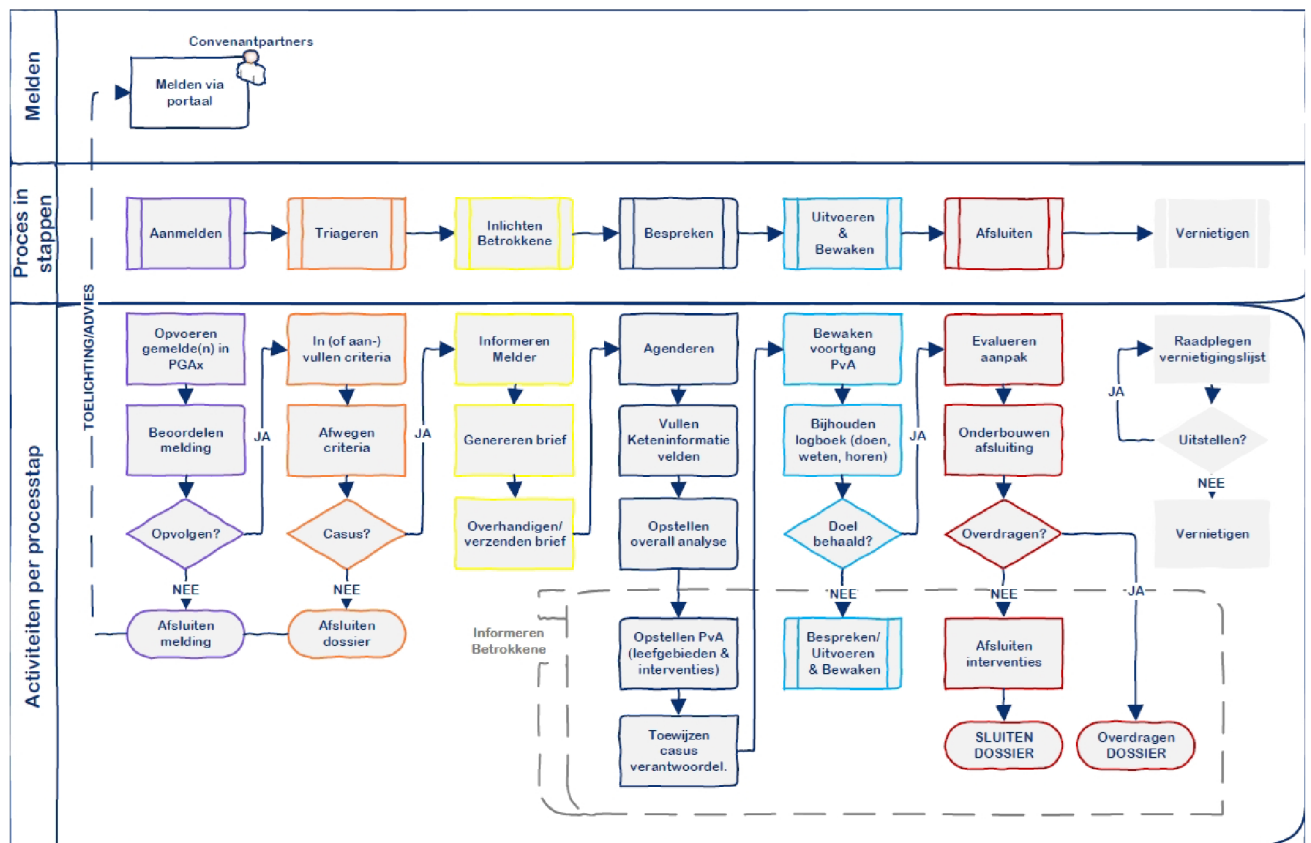 Melden
Convenantpartners
Melden via
portaal
Proces in
stappen
Aanmelden
Triageren
Inlichten
Betrokkene
Bespreken
Uitvoeren
&
Bewaken
Afsluiten
Vernietigen
Activiteiten per processtap
TOELICHTING/ADVIES
Opvoeren
gemelde(n) in
PGAx
Beoordelen
melding
Opvolgen?
JA
NEE
Afsluiten
melding
In (of aan-)
vullen criteria
Afwegen
criteria
Casus?
JA
NEE
Afsluiten
dossier
Informeren
Melder
Genereren brief
Overhandigen/
verzenden brief
Informeren
Betrokkene
Agenderen
Vullen
Keteninformatie
velden
Opstellen
overall analyse
Opstellen PvA
(leefgebieden &
interventies)
Toewijzen
casus
verantwoordel.
Bewaken
voortgang
PvA
Bijhouden
logboek (doen,
weten, horen)
Doel
behaald?
JA
NEE
Bespreken/
Uitvoeren
& Bewaken
Evalueren
aanpak
Onderbouwen
afsluiting
Overdragen?
NEE
JA
Afsluiten
interventies
SLUITEN
DOSSIER
Overdragen
DOSSIER
Raadplegen
vernietigingslijst
JA
Uitstellen?
NEE
Vernietigen